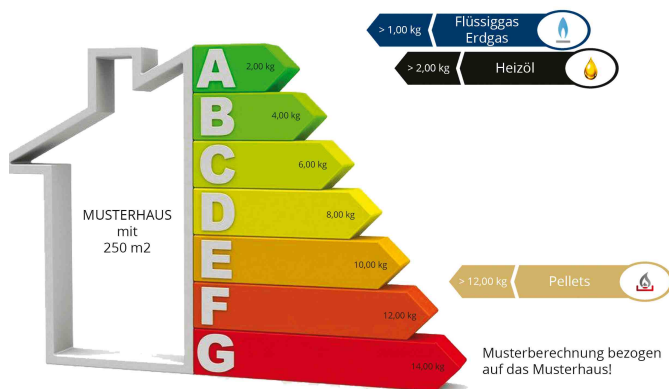 > 1,00 kg
Flüssiggas
Erdgas
> 2,00 kg
Heizöl
A
2,00 kg
B
4,00 kg
C
6,00 kg
D
8,00 kg
E
10,00 kg
F
12,00 kg
G
14,00 kg
MUSTERHAUS
mit
250 m2
> 12,00 kg
Pellets
Musterberechnung bezogen
auf das Musterhaus!